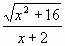 √(x² + 16)
x + 2